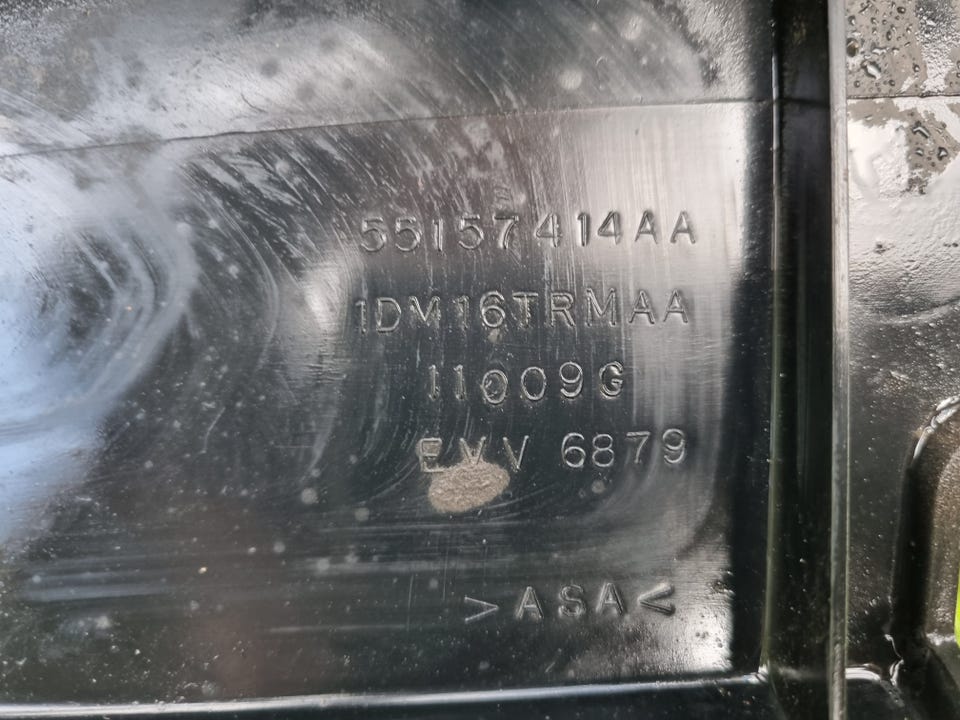 55157414AA
1DM16TRMAA
11009G
EVV 6879
>ASA<